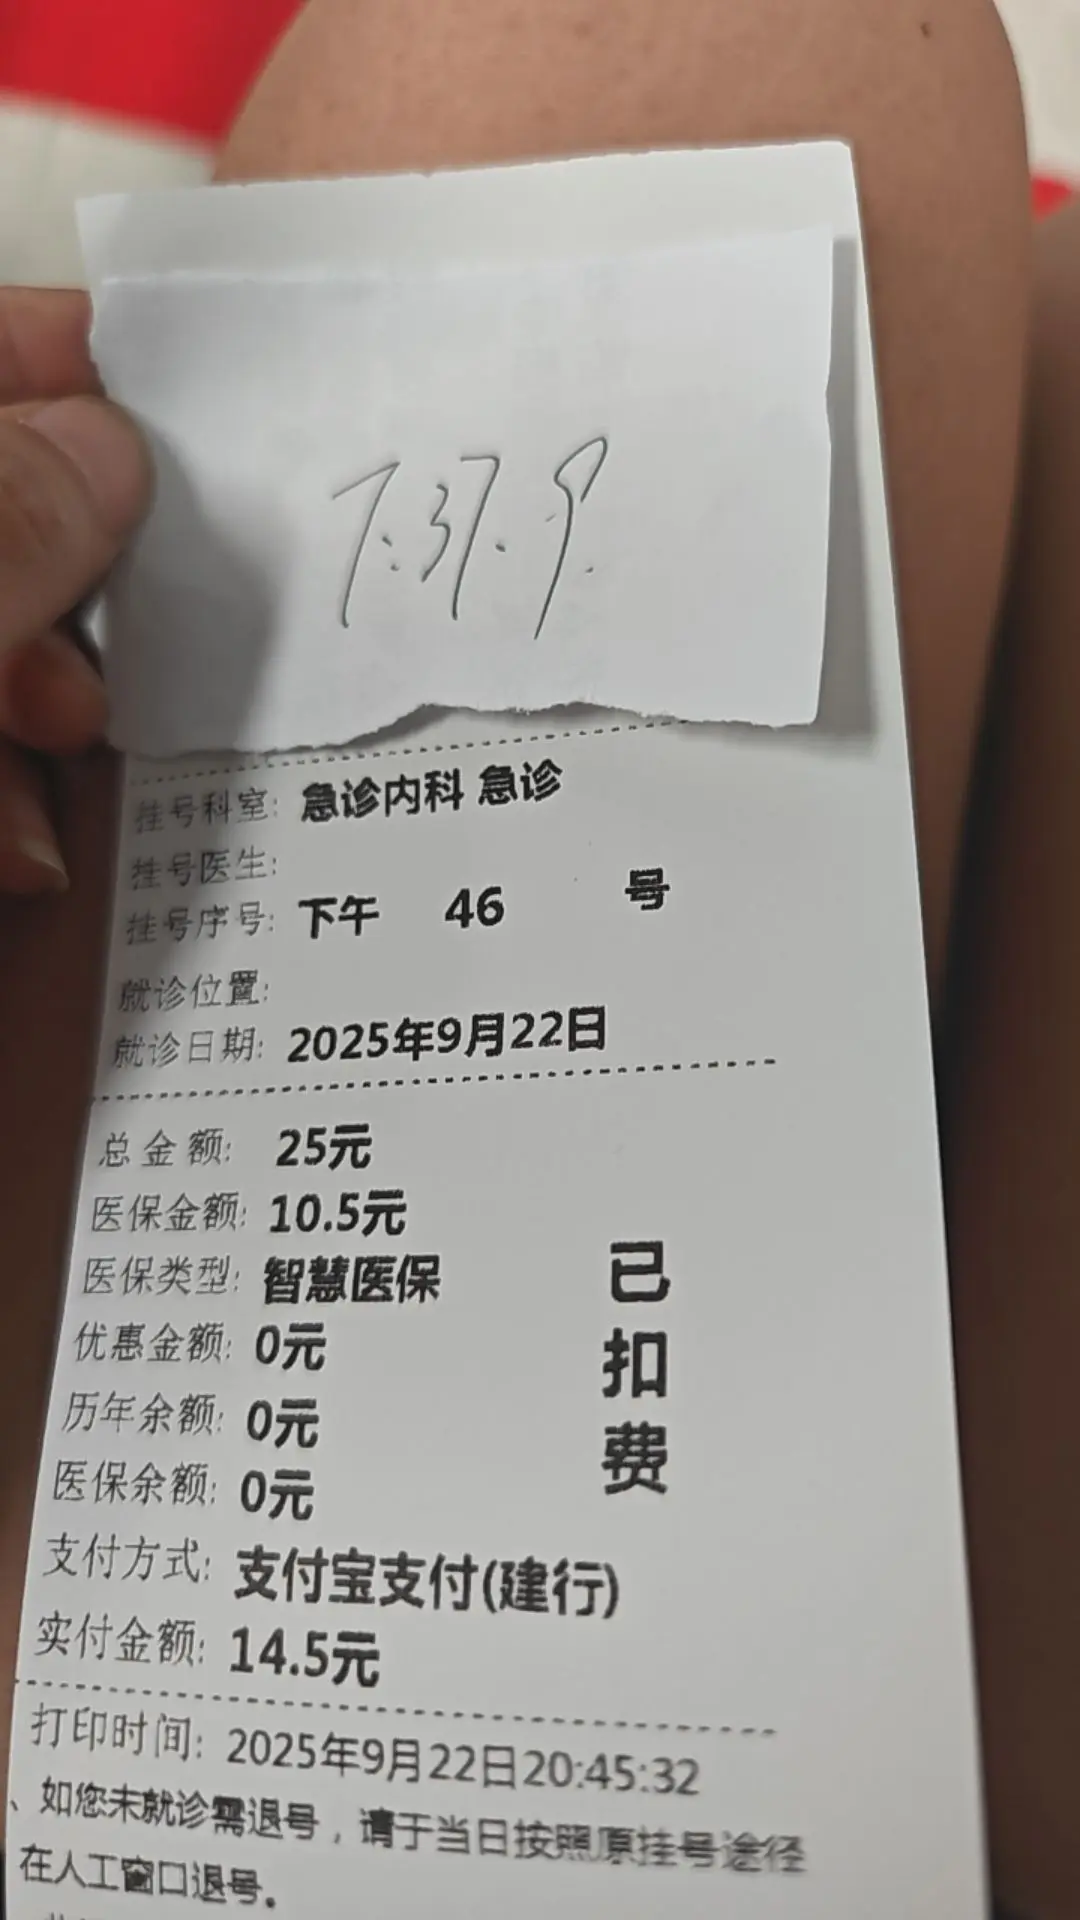 T:37.9.
挂号科室: 急诊内科 急诊
挂号医生:
挂号序号: 下午 46 号
就诊位置:
就诊日期: 2025年9月22日
总金额: 25元
医保金额: 10.5元
医保类型: 智慧医保
优惠金额: 0元
历年余额: 0元
医保余额: 0元
支付方式: 支付宝支付(建行)
实付金额: 14.5元
已扣费
打印时间: 2025年9月22日20:45:32
、如您未就诊需退号，请于当日按照原挂号途径
在人工窗口退号。